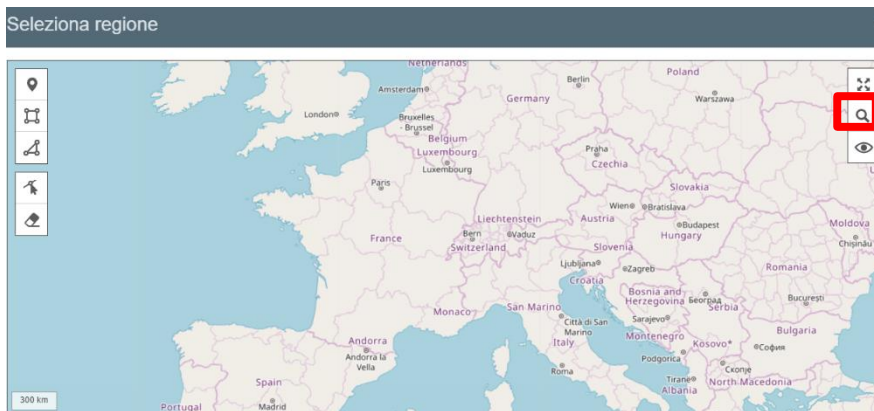 Seleziona regione
Netherlands
Amsterdam
Berlin
Poland
Germany
Warszawa
London
Bruxelles
- Brussel
Belgium
Luxembourg
Luxembourg
Praha
Czechia
Paris
Slovakia
Wien
Bratislava
Liechtenstein
Austria
Budapest
Moldova
Bern
Vaduz
Hungary
Chișinău
France
Switzerland
Slovenia
Ljubljana
Zagreb
Romania
Croatia
Bosnia and
Herzegovina
Београд
Serbia
București
San Marino
Monaco
Città di San
Marino
Sarajevo
Italy
Montenegro
Kosovo*
Bulgaria
София
Andorra
Andorra la
Vella
Podgorica
Roma
Скопје
Spain
Tiranë
Albania
North Macedonia
300 km
Portugal
Madrid